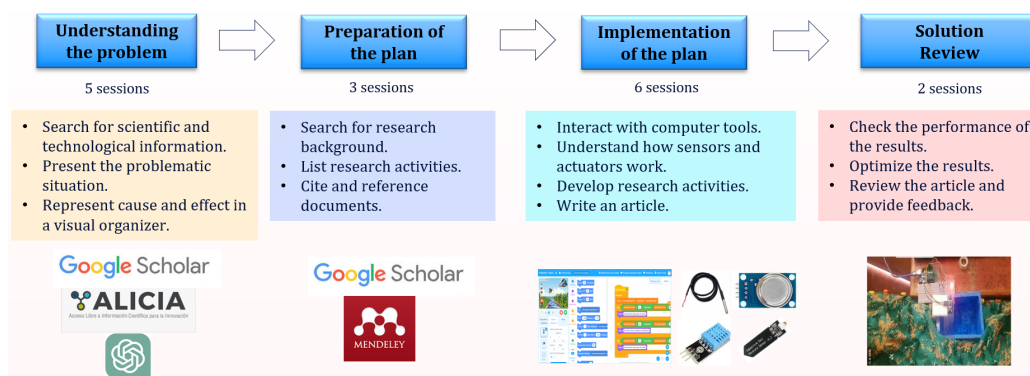 Understanding
the problem
5 sessions
• Search for scientific and
technological information.
• Present the problematic
situation.
• Represent cause and effect in
a visual organizer.
Google Scholar
ALICIA
Acceso Libre a Información Científica para la Innovación
Preparation of
the plan
3 sessions
• Search for research
background.
• List research activities.
• Cite and reference
documents.
Google Scholar
MENDELEY
Implementation
of the plan
6 sessions
• Interact with computer tools.
• Understand how sensors and
actuators work.
• Develop research activities.
• Write an article.
Solution
Review
2 sessions
• Check the performance of
the results.
• Optimize the results.
• Review the article and
provide feedback.